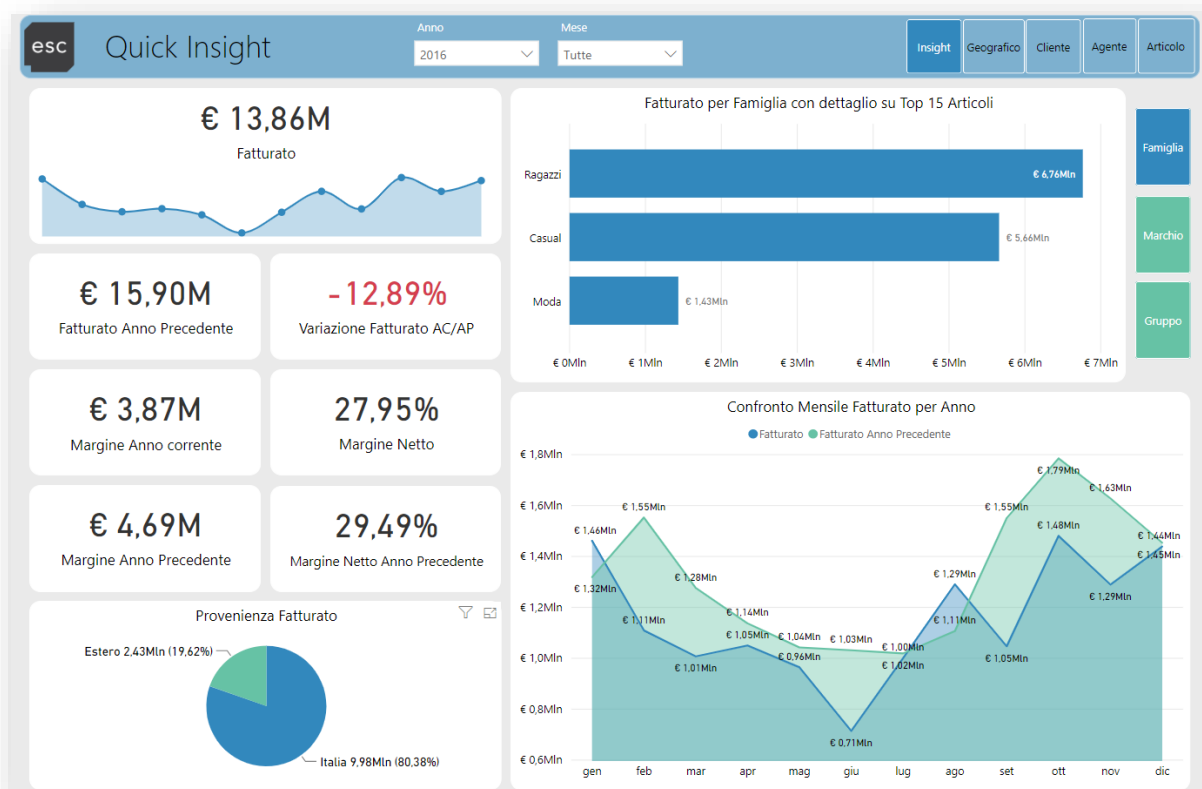 esc
Quick Insight
Anno
2016
Mese
Tutte
Insight
Geografico
Cliente
Agente
Articolo
€ 13,86M
Fatturato
€ 15,90M
Fatturato Anno Precedente
-12,89%
Variazione Fatturato AC/AP
€ 3,87M
Margine Anno corrente
27,95%
Margine Netto
€ 4,69M
Margine Anno Precedente
29,49%
Margine Netto Anno Precedente
Provenienza Fatturato
Estero 2,43Mln (19,62%)
Italia 9,98Mln (80,38%)
Fatturato per Famiglia con dettaglio su Top 15 Articoli
Ragazzi
€ 6,76Mln
Casual
€ 5,66Mln
Moda
€ 1,43Mln
€ 0Mln € 1Mln € 2Mln € 3Mln € 4Mln € 5Mln € 6Mln € 7Mln
Famiglia
Marchio
Gruppo
Confronto Mensile Fatturato per Anno
Fatturato Fatturato Anno Precedente
€ 1,8Mln
€ 1,6Mln
€ 1,4Mln
€ 1,2Mln
€ 1,0Mln
€ 0,8Mln
€ 0,6Mln
€ 1,46Mln
€ 1,32Mln
€ 1,55Mln
€ 1,11Mln
€ 1,28Mln
€ 1,01Mln
€ 1,14Mln
€ 1,05Mln
€ 1,04Mln
€ 0,96Mln
€ 1,03Mln
€ 0,71Mln
€ 1,00Mln
€ 1,02Mln
€ 1,29Mln
€ 1,11Mln
€ 1,55Mln
€ 1,05Mln
€ 1,79Mln
€ 1,48Mln
€ 1,63Mln
€ 1,29Mln
€ 1,44Mln
€ 1,45Mln
gen feb mar apr mag giu lug ago set ott nov dic